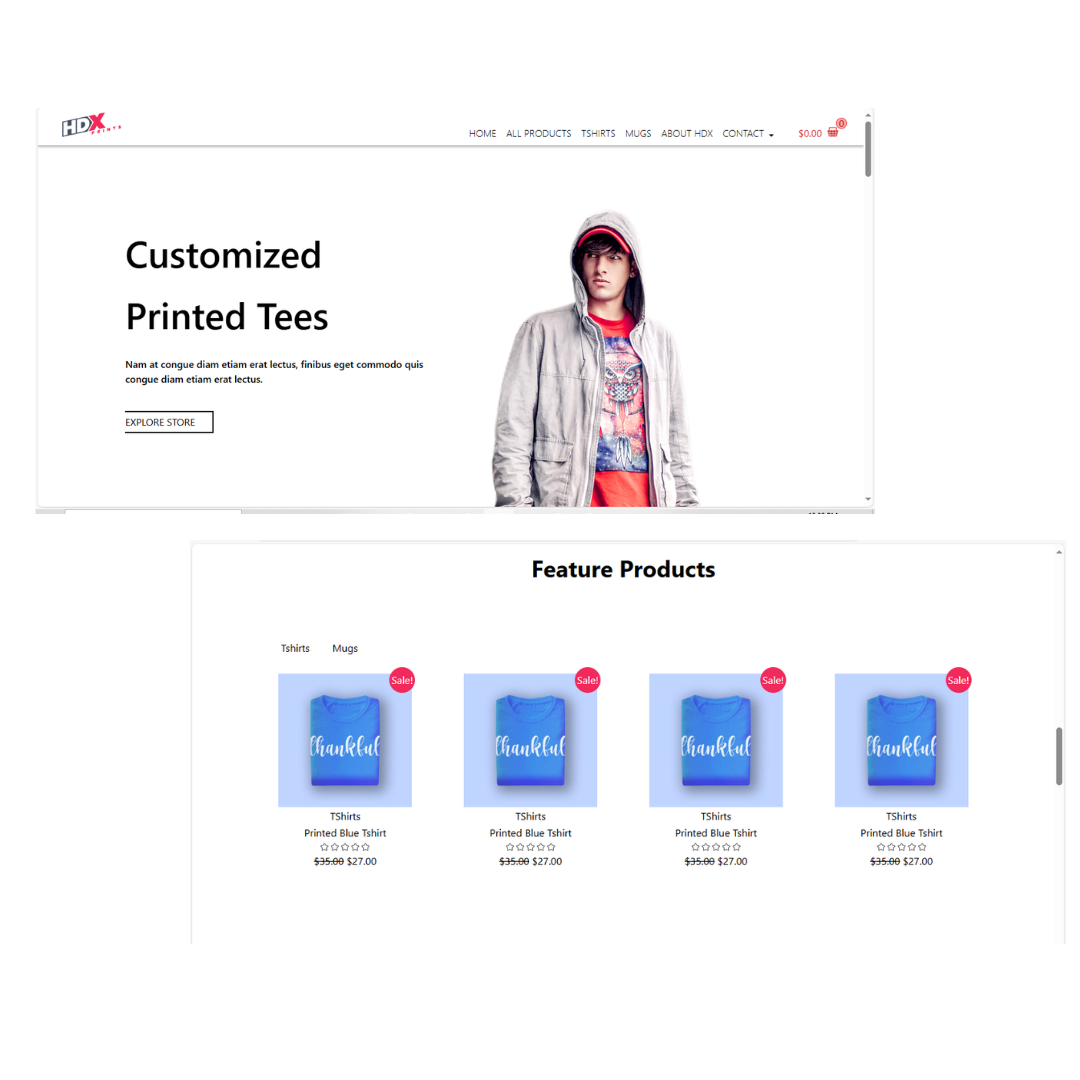 HDX
PRINTS
HOME ALL PRODUCTS TSHIRTS MUGS ABOUT HDX CONTACT $0.00 0
Customized
Printed Tees
Nam at congue diam etiam erat lectus, finibus eget commodo quis
congue diam etiam erat lectus.
EXPLORE STORE
Feature Products
Tshirts Mugs
Sale! Sale! Sale! Sale!
thankful thankful thankful thankful
TShirts TShirts TShirts TShirts
Printed Blue Tshirt Printed Blue Tshirt Printed Blue Tshirt Printed Blue Tshirt
$35.00 $27.00 $35.00 $27.00 $35.00 $27.00 $35.00 $27.00